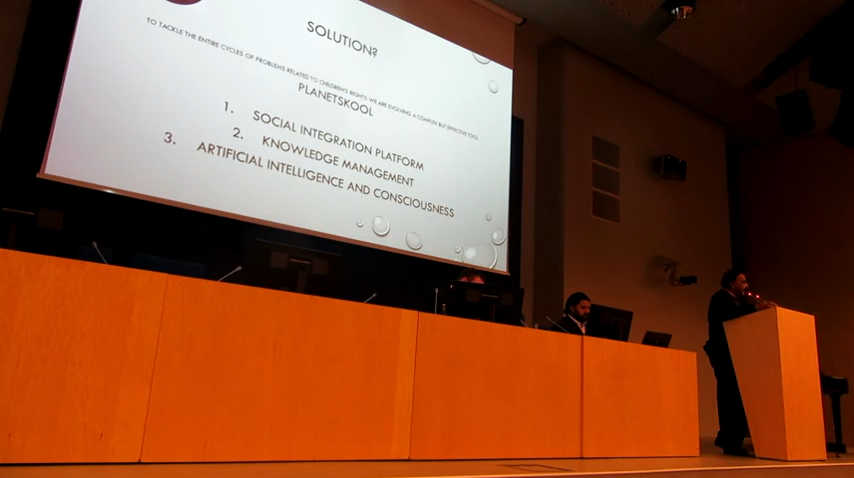 SOLUTION?
TO TACKLE THE ENTIRE CYCLES OF PROBLEMS RELATED TO CHILDREN'S RIGHTS WE ARE EVOLVING A COMPLEX BUT EFFECTIVE TOOL
PLANETSKOOL
1. SOCIAL INTEGRATION PLATFORM
2. KNOWLEDGE MANAGEMENT
3. ARTIFICIAL INTELLIGENCE AND CONSCIOUSNESS